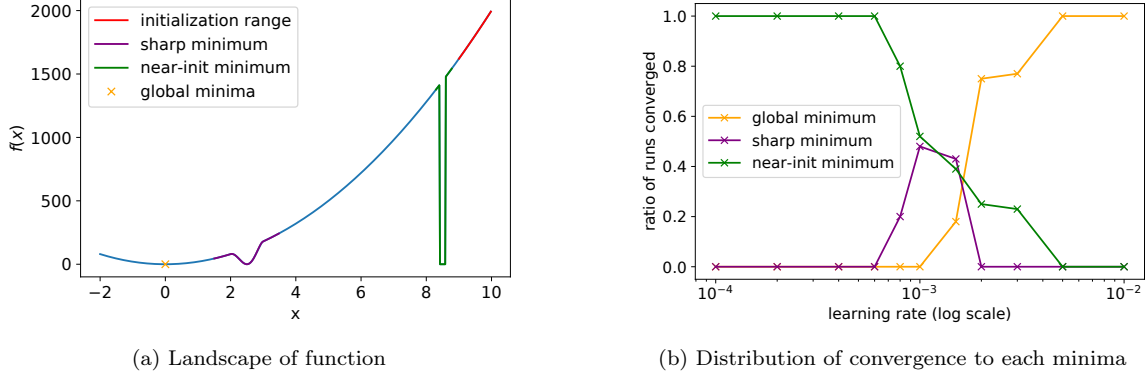 2000
1500
1000
500
0
f(x)
initialization range
sharp minimum
near-init minimum
global minima
−2 0 2 4 6 8 10
x
(a) Landscape of function
1.0
0.8
0.6
0.4
0.2
0.0
ratio of runs converged
global minimum
sharp minimum
near-init minimum
10⁻⁴ 10⁻³ 10⁻²
learning rate (log scale)
(b) Distribution of convergence to each minima